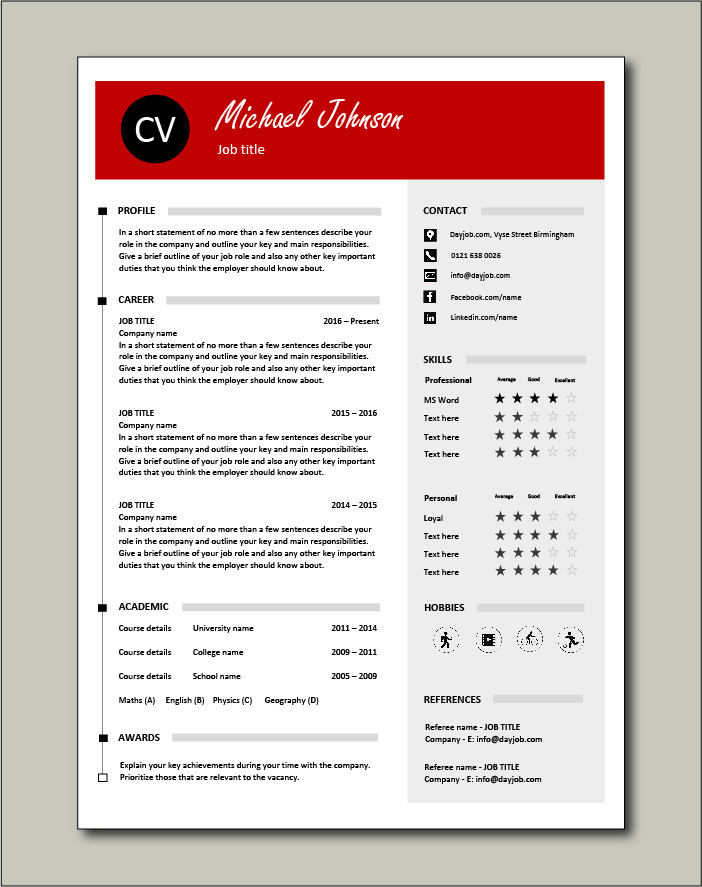 CV
Michael Johnson
Job title
PROFILE
In a short statement of no more than a few sentences describe your
role in the company and outline your key and main responsibilities.
Give a brief outline of your job role and also any other key important
duties that you think the employer should know about.
CAREER
JOB TITLE 2016 – Present
Company name
In a short statement of no more than a few sentences describe your
role in the company and outline your key and main responsibilities.
Give a brief outline of your job role and also any other key important
duties that you think the employer should know about.
JOB TITLE 2015 – 2016
Company name
In a short statement of no more than a few sentences describe your
role in the company and outline your key and main responsibilities.
Give a brief outline of your job role and also any other key important
duties that you think the employer should know about.
JOB TITLE 2014 – 2015
Company name
In a short statement of no more than a few sentences describe your
role in the company and outline your key and main responsibilities.
Give a brief outline of your job role and also any other key important
duties that you think the employer should know about.
ACADEMIC
Course details University name 2011 – 2014
Course details College name 2009 – 2011
Course details School name 2005 – 2009
Maths (A) English (B) Physics (C) Geography (D)
AWARDS
Explain your key achievements during your time with the company.
Prioritize those that are relevant to the vacancy.
CONTACT
Dayjob.com, Vyse Street Birmingham
0121 638 0026
info@dayjob.com
Facebook.com/name
Linkedin.com/name
SKILLS
Professional Average Good Excellent
MS Word
Text here
Text here
Text here
Personal Average Good Excellent
Loyal
Text here
Text here
Text here
HOBBIES
REFERENCES
Referee name - JOB TITLE
Company - E: info@dayjob.com
Referee name - JOB TITLE
Company - E: info@dayjob.com